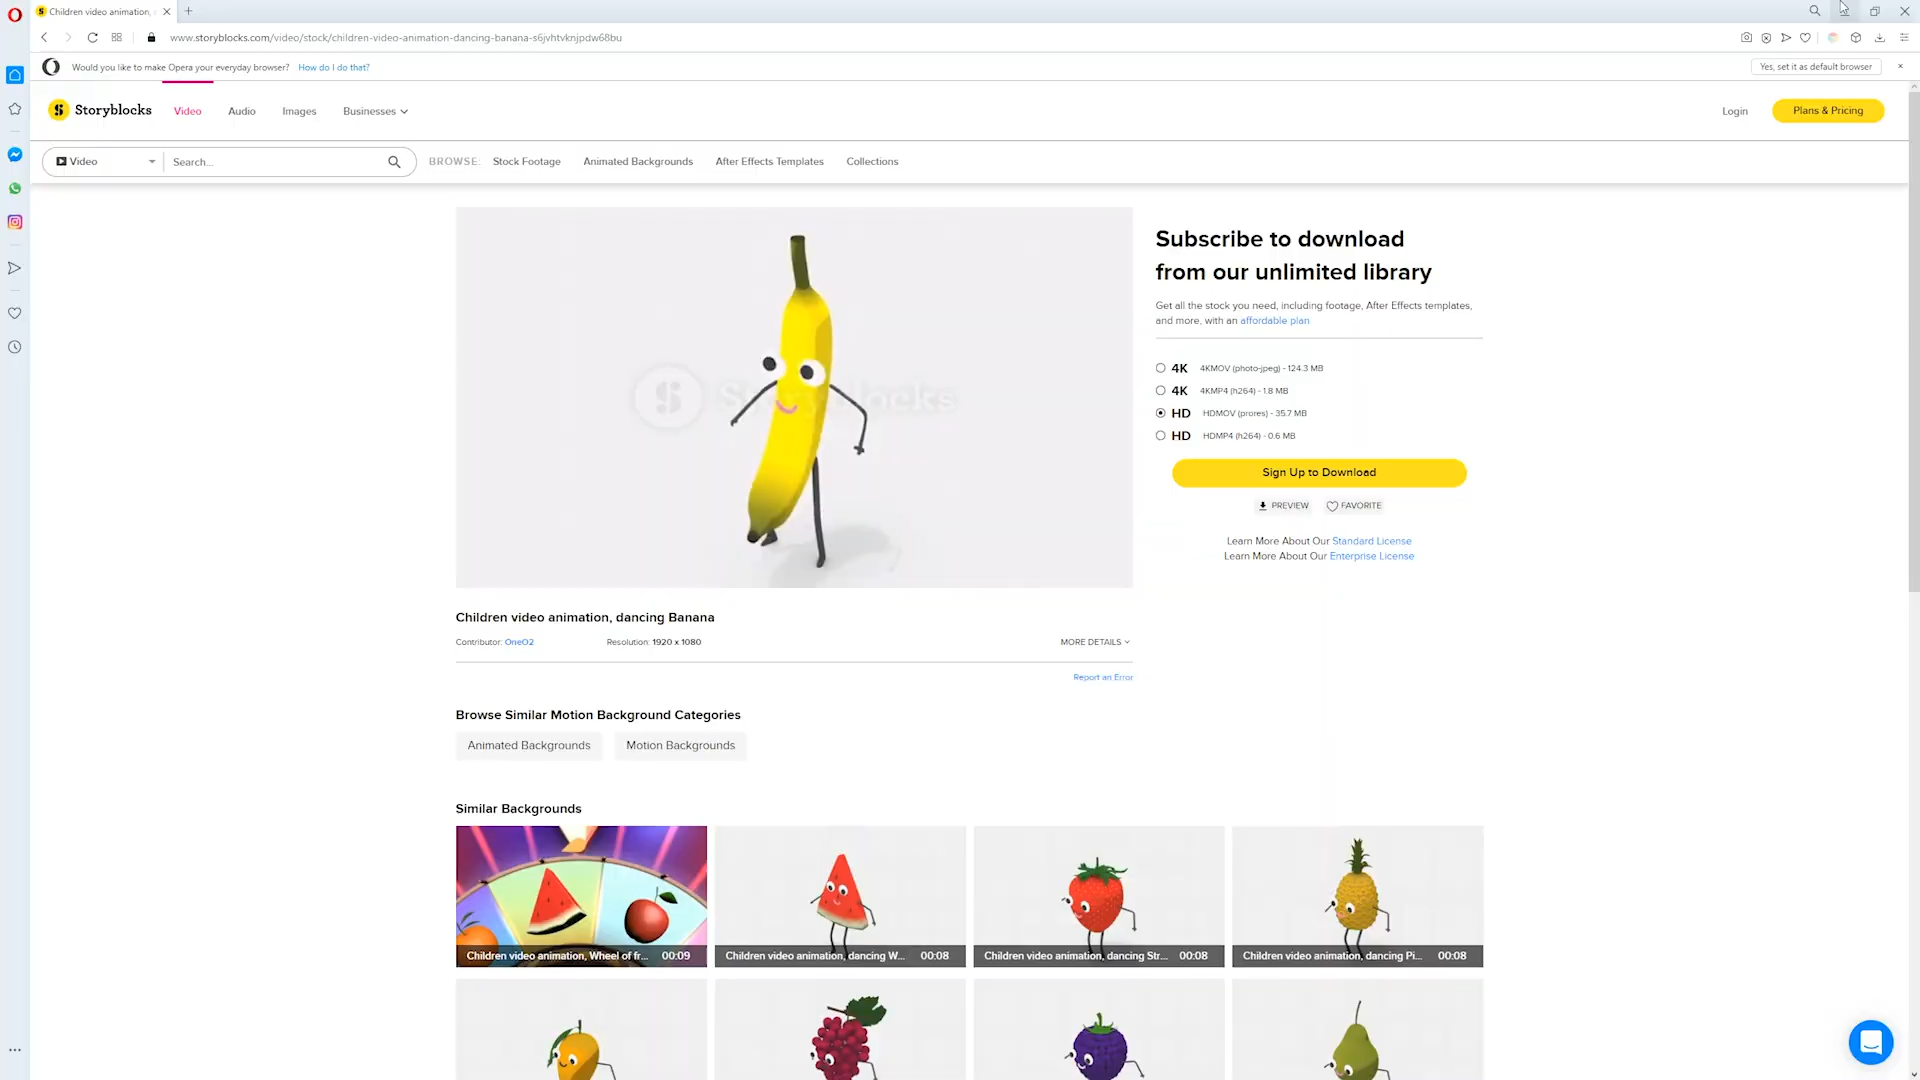 Children video animation,
www.storyblocks.com/video/stock/children-video-animation-dancing-banana-s6jvhtvknjpdw68bu
Would you like to make Opera your everyday browser? How do I do that?
Yes, set it as default browser
Storyblocks
Video
Audio
Images
Businesses
Login
Plans & Pricing
Video
Search...
BROWSE:
Stock Footage
Animated Backgrounds
After Effects Templates
Collections
Storyblocks
Subscribe to download
from our unlimited library
Get all the stock you need, including footage, After Effects templates,
and more, with an affordable plan
4K 4KMOV (photo-jpeg) - 124.3 MB
4K 4KMP4 (h264) - 1.8 MB
HD HDMOV (prores) - 35.7 MB
HD HDMP4 (h264) - 0.6 MB
Sign Up to Download
PREVIEW
FAVORITE
Learn More About Our Standard License
Learn More About Our Enterprise License
Children video animation, dancing Banana
Contributor: OneO2
Resolution: 1920 x 1080
MORE DETAILS
Report an Error
Browse Similar Motion Background Categories
Animated Backgrounds
Motion Backgrounds
Similar Backgrounds
Children video animation, Wheel of fr... 00:09
Children video animation, dancing W... 00:08
Children video animation, dancing Str... 00:08
Children video animation, dancing Pi... 00:08